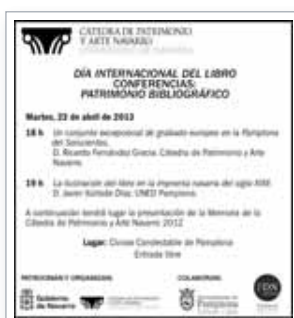 CÁTEDRA DE PATRIMONIO
Y ARTE NAVARRO
DÍA INTERNACIONAL DEL LIBRO
CONFERENCIAS:
PATRIMONIO BIBLIOGRÁFICO
Martes, 23 de abril de 2013
18 h Un conjunto excepcional de grabado europeo en la Pamplona
del Setecientos.
D. Ricardo Fernández Gracia. Cátedra de Patrimonio y Arte
Navarro
19 h La ilustración del libro en la imprenta navarra del siglo XVIII.
D. Javier Itúrbide Díaz. UNED Pamplona.
A continuación tendrá lugar la presentación de la Memoria de la
Cátedra de Patrimonio y Arte Navarro 2012
Lugar: Civivox Condestable de Pamplona
Entrada libre
PATROCINAN Y ORGANIZAN:
COLABORAN:
Gobierno
de Navarra
Pamplona